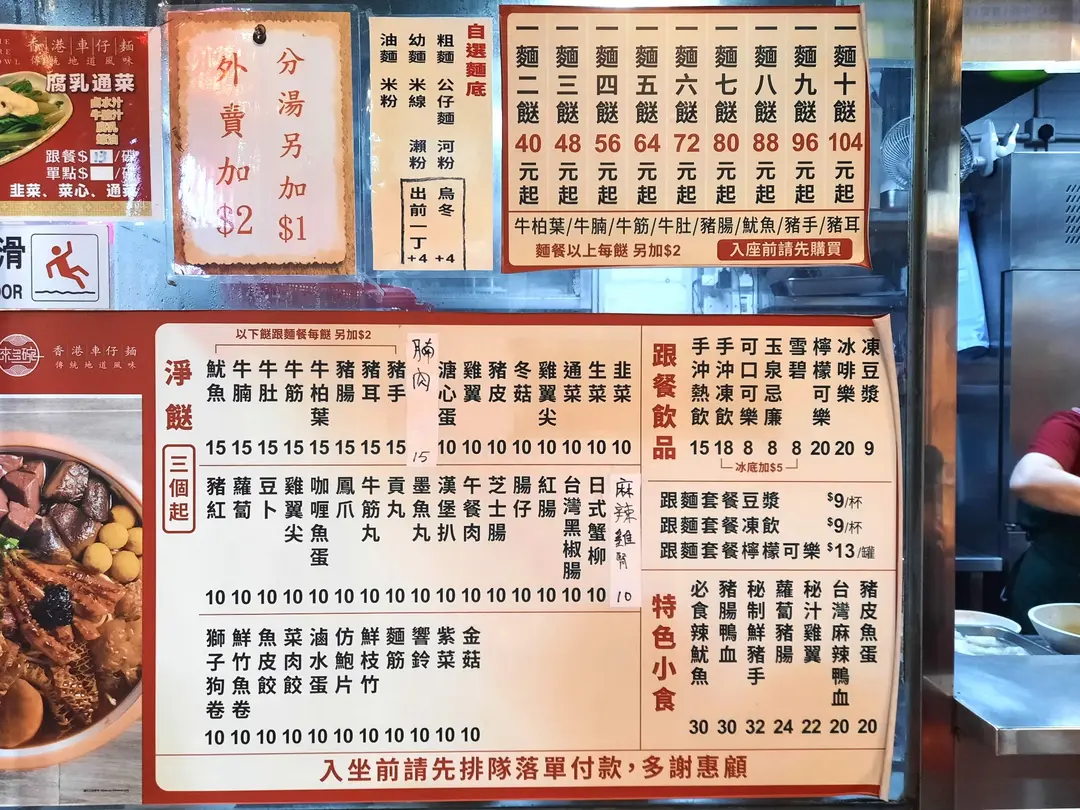 香港車仔麵
傳統地道風味
腐乳通菜
鹵水汁
牛腩汁
腐乳
跟餐$ /碟
單點$ /碟
韭菜、菜心、通菜
滑
OOR
外賣加$2
分湯另加$1
自選麵底
粗麵 公仔麵 河粉 烏冬+4
幼麵 米線 瀨粉 出前一丁+4
油麵 米粉
一麵二餸 40元起
一麵三餸 48元起
一麵四餸 56元起
一麵五餸 64元起
一麵六餸 72元起
一麵七餸 80元起
一麵八餸 88元起
一麵九餸 96元起
一麵十餸 104元起
牛柏葉/牛腩/牛筋/牛肚/豬腸/魷魚/豬手/豬耳
麵餐以上每餸 另加$2
入座前請先購買
香港車仔麵
傳統地道風味
淨餸
三個起
以下餸跟麵餐每餸 另加$2
魷魚 15
牛腩 15
牛肚 15
牛筋 15
牛柏葉 15
豬腸 15
豬耳 15
豬手 15
腩肉 15
溏心蛋 10
雞翼 10
豬皮 10
冬菇 10
雞翼尖 10
通菜 10
生菜 10
韭菜 10
豬紅 10
蘿蔔 10
豆卜 10
雞翼尖 10
咖喱魚蛋 10
鳳爪 10
牛筋丸 10
貢丸 10
墨魚丸 10
漢堡扒 10
午餐肉 10
芝士腸 10
腸仔 10
紅腸 10
台灣黑椒腸 10
日式蟹柳 10
麻辣雞腎 10
獅子狗卷 10
鮮竹魚卷 10
魚皮餃 10
菜肉餃 10
滷水蛋 10
仿鮑片 10
鮮枝竹 10
麵筋 10
響鈴 10
紫菜 10
金菇 10
跟餐飲品
手沖熱飲 15
手沖凍飲 18
可口可樂 8
玉泉忌廉 8
雪碧 8
檸檬可樂 20
冰啡樂 20
凍豆漿 9
冰底加$5
跟麵套餐豆漿 $9/杯
跟麵套餐凍飲 $9/杯
跟麵套餐檸檬可樂 $13/罐
特色小食
必食辣魷魚 30
豬腸鴨血 30
秘制鮮豬手 32
蘿蔔豬腸 24
秘汁雞翼 22
台灣麻辣鴨血 20
豬皮魚蛋 20
入坐前請先排隊落單付款，多謝惠顧